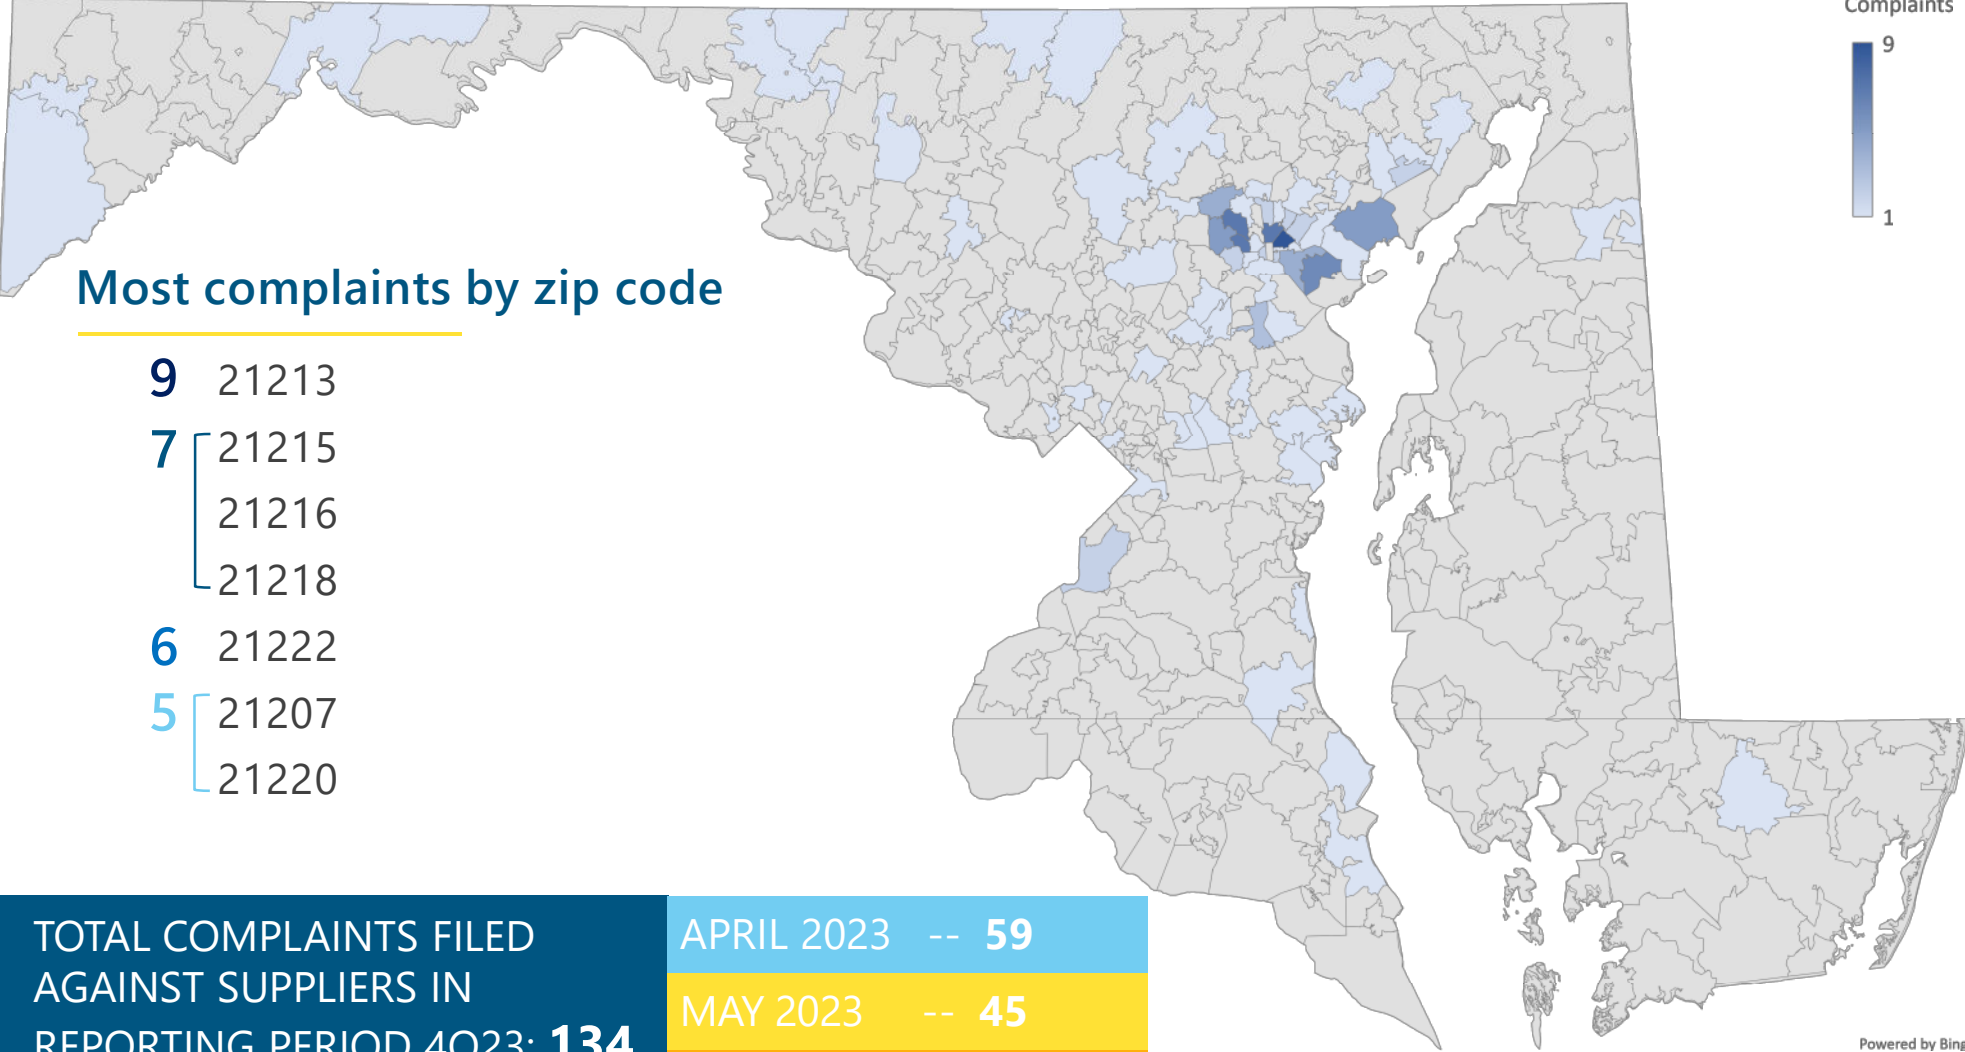 Complaints
9
1
Most complaints by zip code
9 21213
7 21215
21216
21218
6 21222
5 21207
21220
TOTAL COMPLAINTS FILED
AGAINST SUPPLIERS IN
REPORTING PERIOD 4Q23: 134
APRIL 2023 -- 59
MAY 2023 -- 45
Powered by Bing